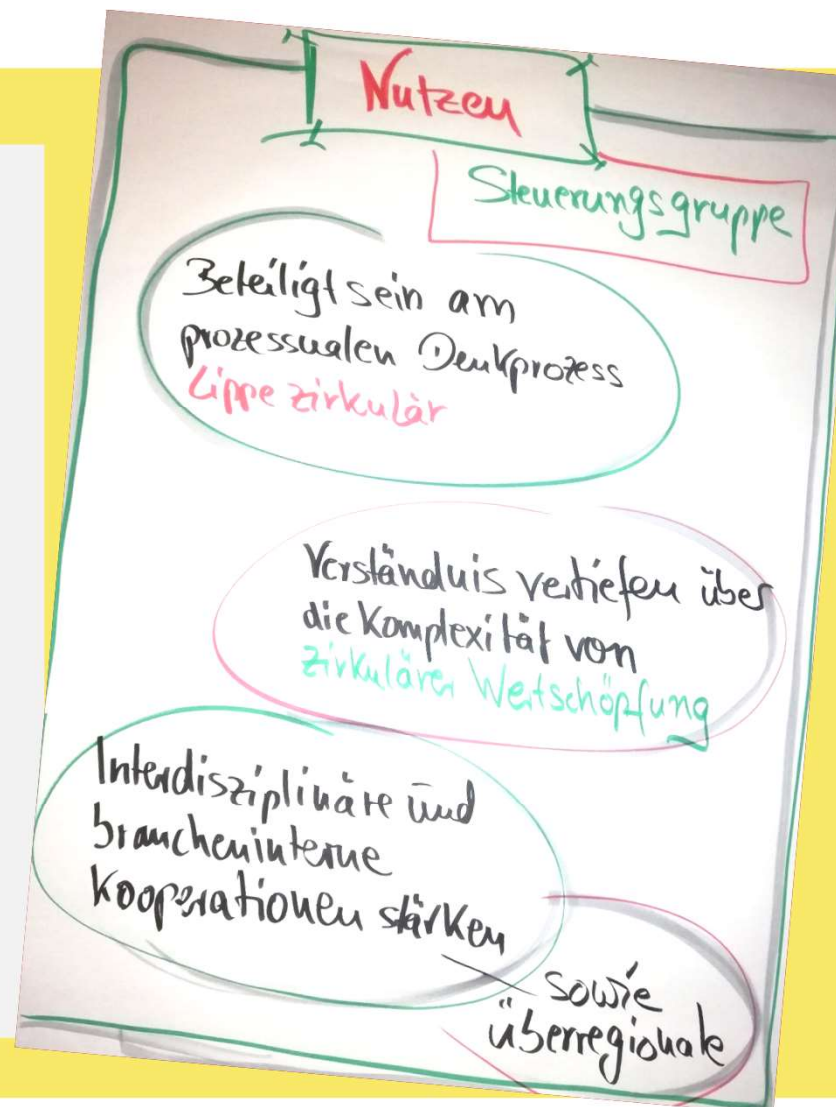 Nutzen
Steuerungsgruppe
Beteiligt sein am
prozessualen Denkprozess
Lippe zirkulär
Verständnis vertiefen über
die Komplexität von
zirkulärer Wertschöpfung
Interdisziplinäre und
brancheninterne
Kooperationen stärken
sowie
überregionale